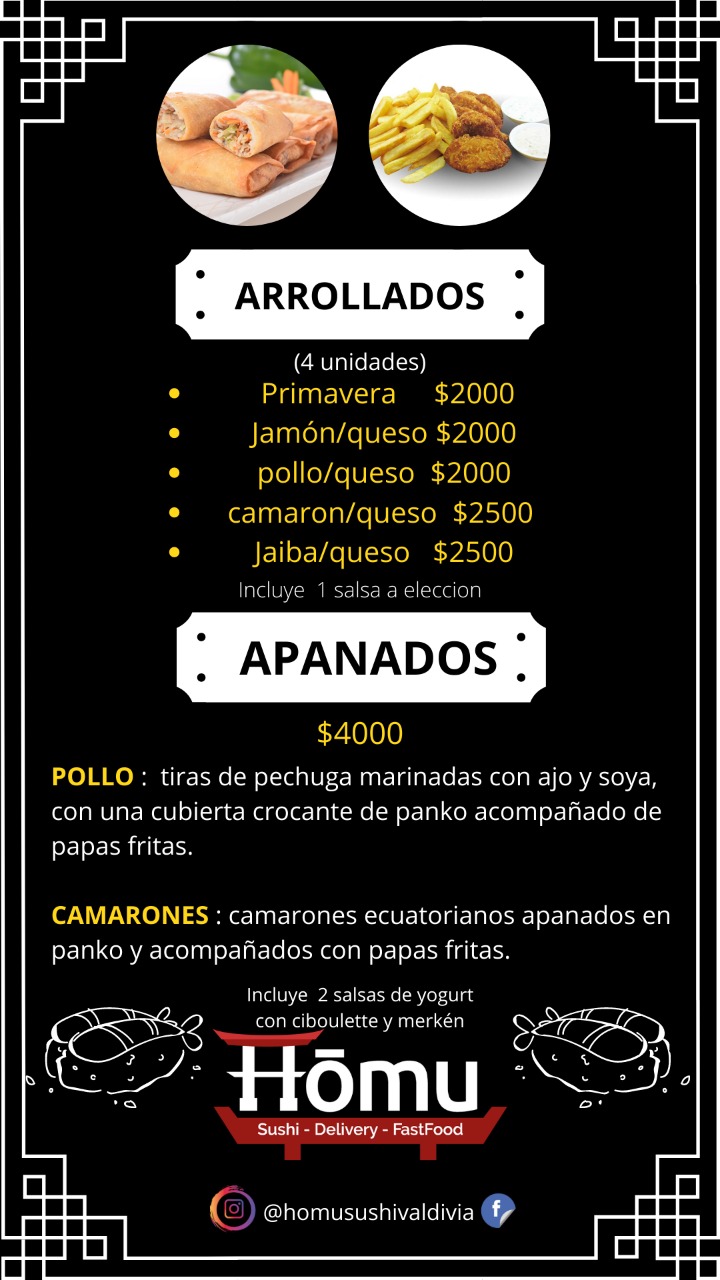 ARROLLADOS
(4 unidades)
Primavera $2000
Jamón/queso $2000
pollo/queso $2000
camaron/queso $2500
Jaiba/queso $2500
Incluye 1 salsa a eleccion
APANADOS
$4000
POLLO : tiras de pechuga marinadas con ajo y soya,
con una cubierta crocante de panko acompañado de
papas fritas.
CAMARONES : camarones ecuatorianos apanados en
panko y acompañados con papas fritas.
Incluye 2 salsas de yogurt
con ciboulette y merkén
Hōmu
Sushi - Delivery - FastFood
@homusushivaldivia f